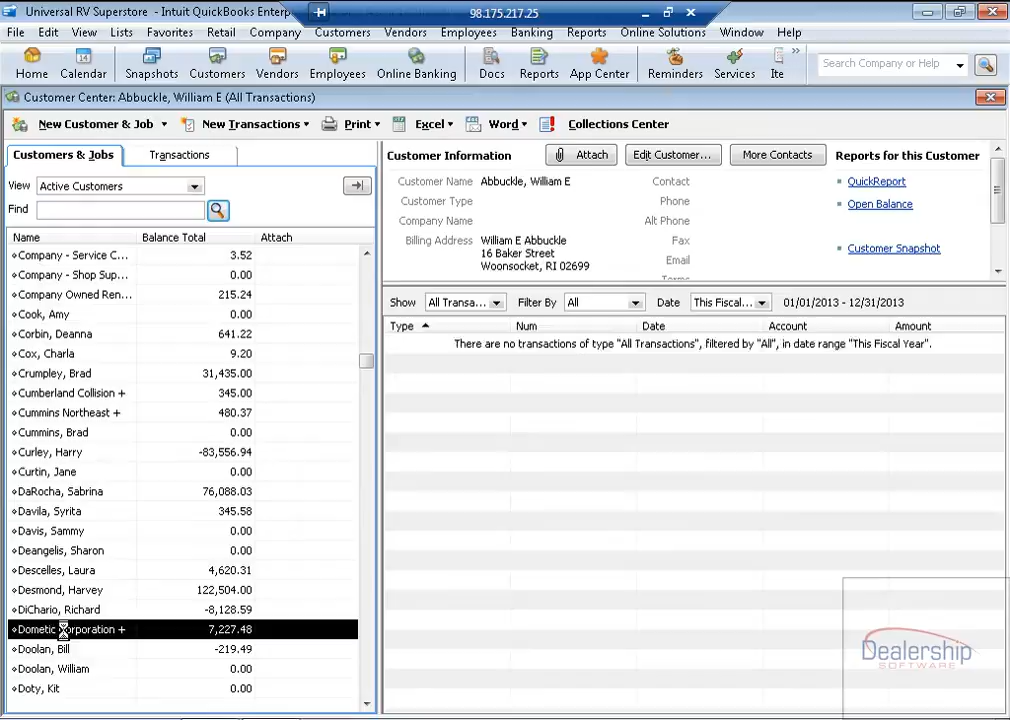 Universal RV Superstore - Intuit QuickBooks Enterp
98.175.217.25
File Edit View Lists Favorites Retail Company Customers Vendors Employees Banking Reports Online Solutions Window Help
Home Calendar Snapshots Customers Vendors Employees Online Banking Docs Reports App Center Reminders Services Ite
Search Company or Help
Customer Center: Abbuckle, William E (All Transactions)
New Customer & Job New Transactions Print Excel Word Collections Center
Customers & Jobs Transactions
View Active Customers
Find
Name Balance Total Attach
Company - Service C... 3.52
Company - Shop Sup... 0.00
Company Owned Ren... 215.24
Cook, Amy 0.00
Corbin, Deanna 641.22
Cox, Charla 9.20
Crumpley, Brad 31,435.00
Cumberland Collision + 345.00
Cummins Northeast + 480.37
Cummins, Brad 0.00
Curley, Harry -83,556.94
Curtin, Jane 0.00
DaRocha, Sabrina 76,088.03
Davila, Syrita 345.58
Davis, Sammy 0.00
Deangelis, Sharon 0.00
Descelles, Laura 4,620.31
Desmond, Harvey 122,504.00
DiChario, Richard -8,128.59
Dometic Corporation + 7,227.48
Doolan, Bill -219.49
Doolan, William 0.00
Doty, Kit 0.00
Customer Information Attach Edit Customer... More Contacts Reports for this Customer
Customer Name Abbuckle, William E Contact QuickReport
Customer Type Phone Open Balance
Company Name Alt Phone
Billing Address William E Abbuckle Fax Customer Snapshot
16 Baker Street
Woonsocket, RI 02699 Email
Terms
Show All Transa... Filter By All Date This Fiscal... 01/01/2013 - 12/31/2013
Type Num Date Account Amount
There are no transactions of type "All Transactions", filtered by "All", in date range "This Fiscal Year".
Dealership
SOFTWARE